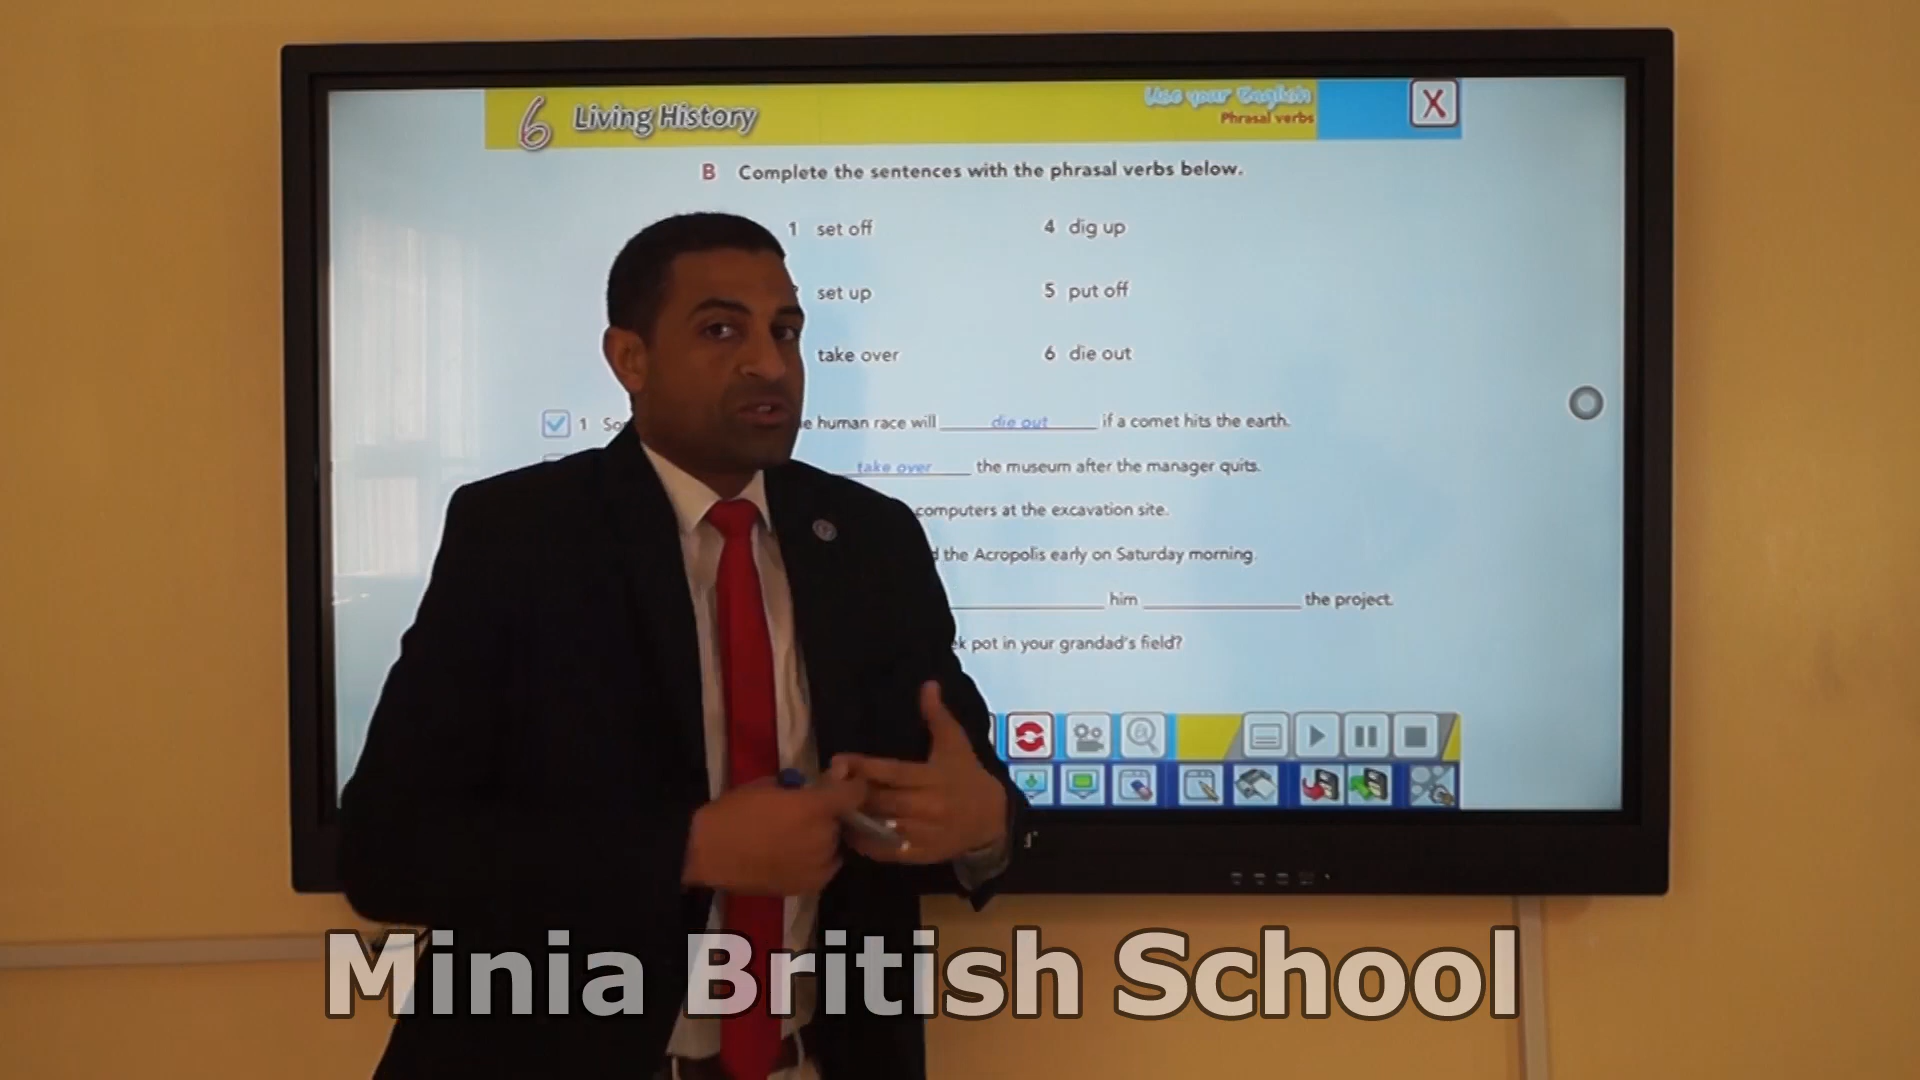 6 Living History
Use your English
Phrasal verbs
X
B Complete the sentences with the phrasal verbs below.
1 set off
4 dig up
set up
5 put off
take over
6 die out
1 human race will die out if a comet hits the earth.
take over the museum after the manager quits.
computers at the excavation site.
the Acropolis early on Saturday morning.
him the project.
pot in your grandad's field?
Minia British School